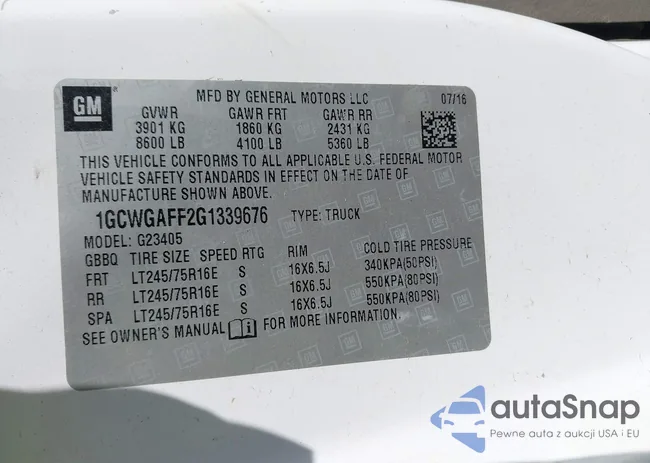 GM
MFD BY GENERAL MOTORS LLC 07/16
GVWR GAWR FRT GAWR RR
3901 KG 1860 KG 2431 KG
8600 LB 4100 LB 5360 LB
THIS VEHICLE CONFORMS TO ALL APPLICABLE U.S. FEDERAL MOTOR
VEHICLE SAFETY STANDARDS IN EFFECT ON THE DATE OF
MANUFACTURE SHOWN ABOVE.
1GCWGAFF2G1339676 TYPE: TRUCK
MODEL: G23405
GBBQ TIRE SIZE SPEED RTG RIM COLD TIRE PRESSURE
FRT LT245/75R16E S 16X6.5J 340KPA(50PSI)
RR LT245/75R16E S 16X6.5J 550KPA(80PSI)
SPA LT245/75R16E S 16X6.5J 550KPA(80PSI)
SEE OWNER'S MANUAL FOR MORE INFORMATION.
autaSnap
Pewne auta z aukcji USA i EU